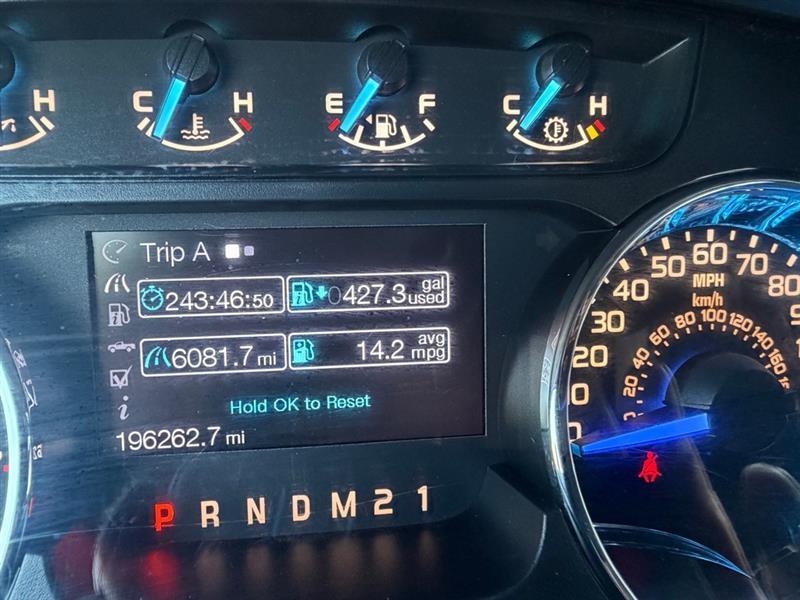 H
C H
E F
C H
Trip A
243:46:50
0427.3 gal used
6081.7 mi
14.2 avg mpg
Hold OK to Reset
196262.7 mi
P R N D M 2 1
20 30 40 50 60 70 80
MPH
km/h
20 40 60 80 100 120 140 160